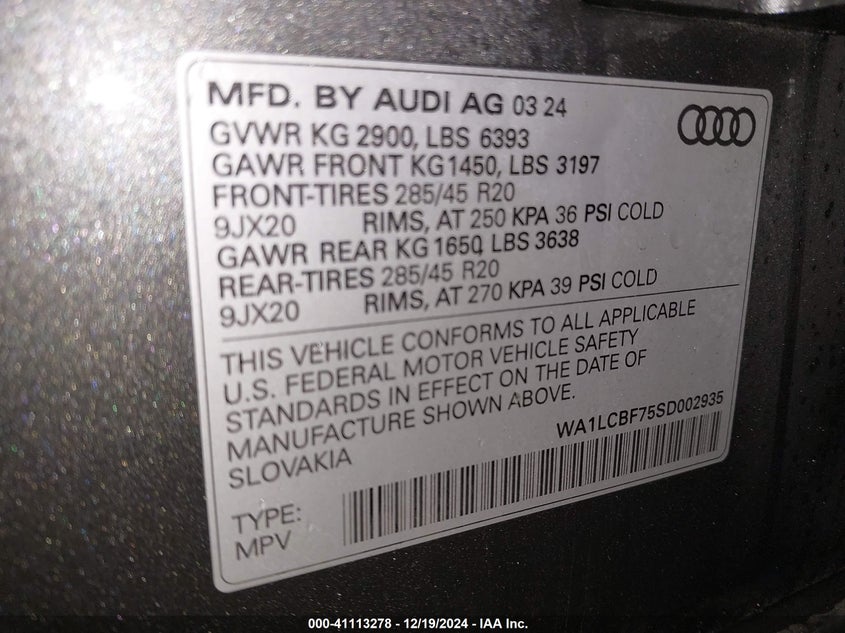 MFD. BY AUDI AG 03 24
GVWR KG 2900, LBS 6393
GAWR FRONT KG1450, LBS 3197
FRONT-TIRES 285/45 R20
9JX20 RIMS, AT 250 KPA 36 PSI COLD
GAWR REAR KG 1650, LBS 3638
REAR-TIRES 285/45 R20
9JX20 RIMS, AT 270 KPA 39 PSI COLD
THIS VEHICLE CONFORMS TO ALL APPLICABLE
U.S. FEDERAL MOTOR VEHICLE SAFETY
STANDARDS IN EFFECT ON THE DATE OF
MANUFACTURE SHOWN ABOVE.
WA1LCBF75SD002935
SLOVAKIA
TYPE:
MPV
000-41113278 - 12/19/2024 - IAA Inc.